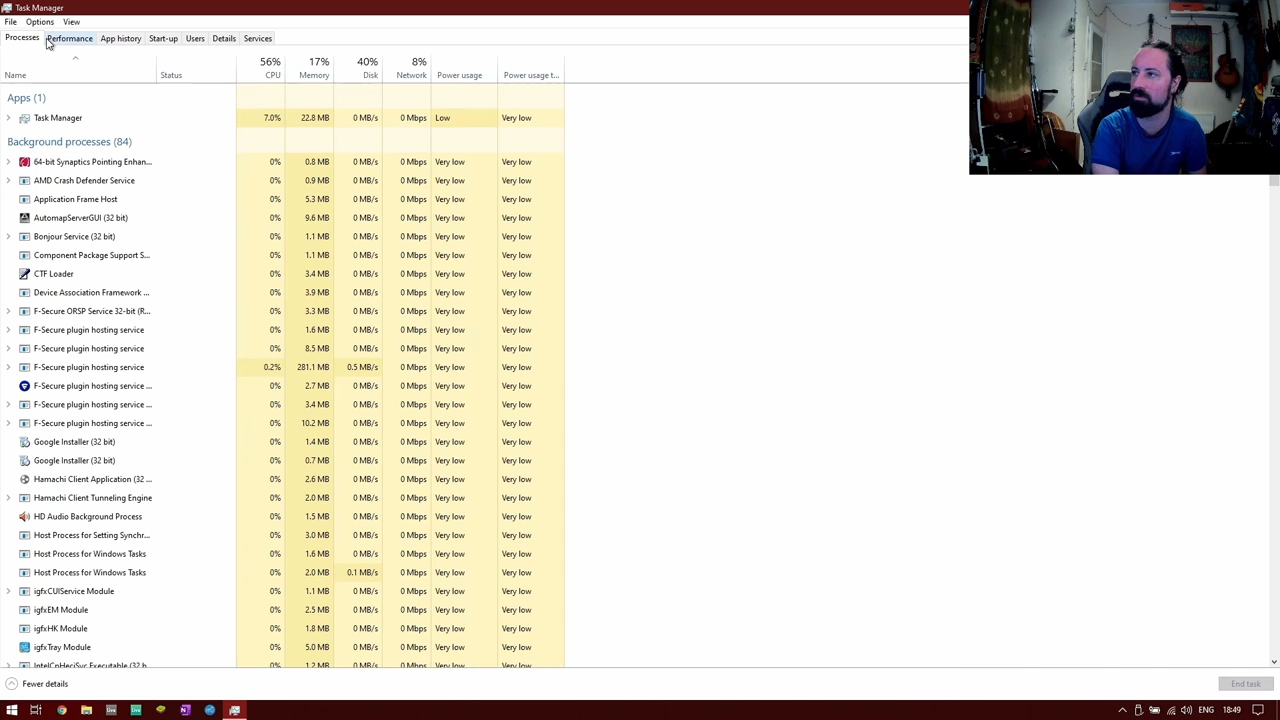 Task Manager
File Options View
Processes Performance App history Start-up Users Details Services
56% 17% 40% 8%
Name Status CPU Memory Disk Network Power usage Power usage t...
Apps (1)
Task Manager 7.0% 22.8 MB 0 MB/s 0 Mbps Low Very low
Background processes (84)
64-bit Synaptics Pointing Enhan... 0% 0.8 MB 0 MB/s 0 Mbps Very low Very low
AMD Crash Defender Service 0% 0.9 MB 0 MB/s 0 Mbps Very low Very low
Application Frame Host 0% 5.3 MB 0 MB/s 0 Mbps Very low Very low
AutomapServerGUI (32 bit) 0% 9.6 MB 0 MB/s 0 Mbps Very low Very low
Bonjour Service (32 bit) 0% 1.1 MB 0 MB/s 0 Mbps Very low Very low
Component Package Support S... 0% 1.1 MB 0 MB/s 0 Mbps Very low Very low
CTF Loader 0% 3.4 MB 0 MB/s 0 Mbps Very low Very low
Device Association Framework ... 0% 3.9 MB 0 MB/s 0 Mbps Very low Very low
F-Secure ORSP Service 32-bit (R... 0% 3.3 MB 0 MB/s 0 Mbps Very low Very low
F-Secure plugin hosting service 0% 1.6 MB 0 MB/s 0 Mbps Very low Very low
F-Secure plugin hosting service 0% 8.5 MB 0 MB/s 0 Mbps Very low Very low
F-Secure plugin hosting service 0.2% 281.1 MB 0.5 MB/s 0 Mbps Very low Very low
F-Secure plugin hosting service ... 0% 2.7 MB 0 MB/s 0 Mbps Very low Very low
F-Secure plugin hosting service ... 0% 3.4 MB 0 MB/s 0 Mbps Very low Very low
F-Secure plugin hosting service ... 0% 10.2 MB 0 MB/s 0 Mbps Very low Very low
Google Installer (32 bit) 0% 1.4 MB 0 MB/s 0 Mbps Very low Very low
Google Installer (32 bit) 0% 0.7 MB 0 MB/s 0 Mbps Very low Very low
Hamachi Client Application (32 ... 0% 2.6 MB 0 MB/s 0 Mbps Very low Very low
Hamachi Client Tunneling Engine 0% 2.0 MB 0 MB/s 0 Mbps Very low Very low
HD Audio Background Process 0% 1.5 MB 0 MB/s 0 Mbps Very low Very low
Host Process for Setting Synchr... 0% 3.0 MB 0 MB/s 0 Mbps Very low Very low
Host Process for Windows Tasks 0% 1.6 MB 0 MB/s 0 Mbps Very low Very low
Host Process for Windows Tasks 0% 2.0 MB 0.1 MB/s 0 Mbps Very low Very low
igfxCUIService Module 0% 1.1 MB 0 MB/s 0 Mbps Very low Very low
igfxEM Module 0% 2.5 MB 0 MB/s 0 Mbps Very low Very low
igfxHK Module 0% 1.8 MB 0 MB/s 0 Mbps Very low Very low
igfxTray Module 0% 5.0 MB 0 MB/s 0 Mbps Very low Very low
IntelCpHeciSvc Executable (32 b... 0% 1.2 MB 0 MB/s 0 Mbps Very low Very low
Fewer details End task
Live Live ENG 18:49